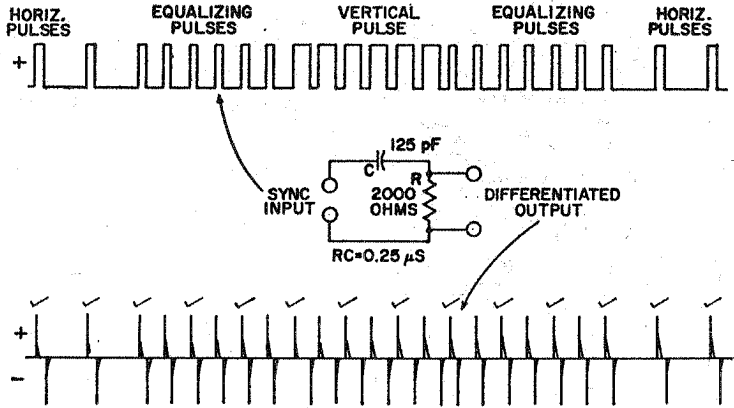 HORIZ. PULSES
EQUALIZING PULSES
VERTICAL PULSE
EQUALIZING PULSES
HORIZ. PULSES
+
125 pF
C
R
2000 OHMS
SYNC INPUT
DIFFERENTIATED OUTPUT
RC=0.25 μS
+
−